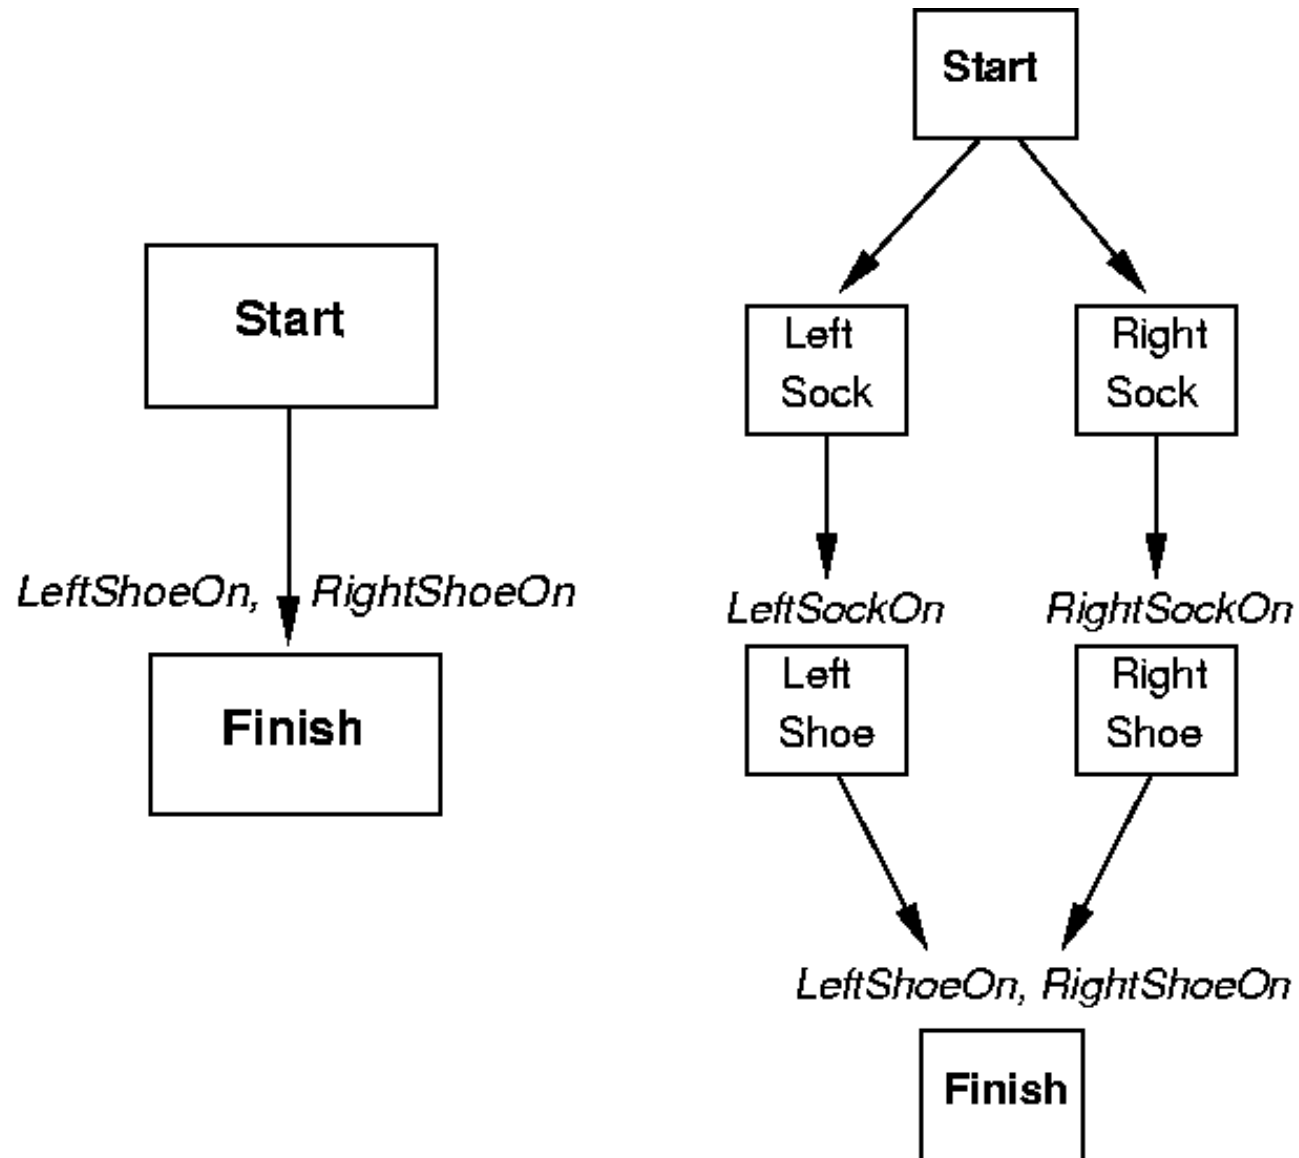 Start
LeftShoeOn, RightShoeOn
Finish
Start
Left
Sock
Right
Sock
LeftSockOn
RightSockOn
Left
Shoe
Right
Shoe
LeftShoeOn, RightShoeOn
Finish